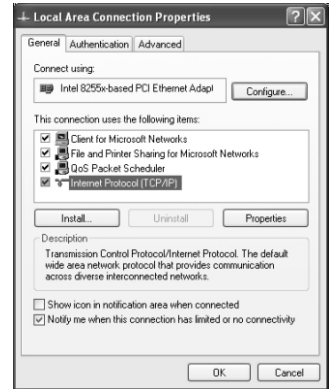 Local Area Connection Properties
General Authentication Advanced
Connect using:
Intel 8255x-based PCI Ethernet Adapt
Configure...
This connection uses the following items:
Client for Microsoft Networks
File and Printer Sharing for Microsoft Networks
QoS Packet Scheduler
Internet Protocol (TCP/IP)
Install... Uninstall Properties
Description
Transmission Control Protocol/Internet Protocol. The default
wide area network protocol that provides communication
across diverse interconnected networks.
Show icon in notification area when connected
Notify me when this connection has limited or no connectivity
OK Cancel